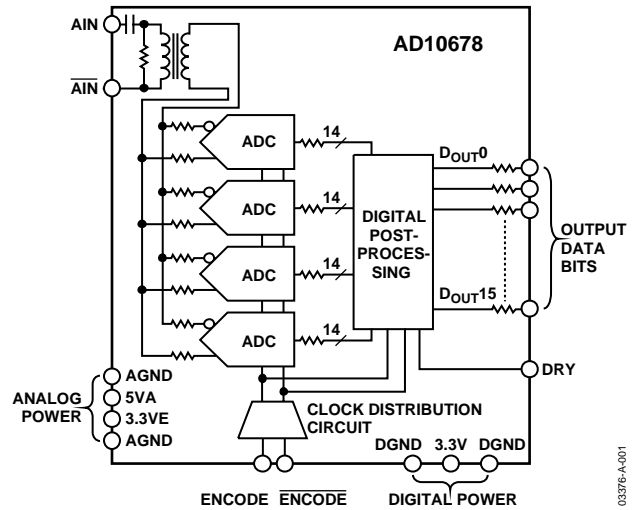 AIN
AD10678
AIN
ADC
14
DOUT0
ADC
14
DIGITAL
POST-
PROCES-
SING
OUTPUT
DATA
BITS
ADC
14
DOUT15
ADC
14
DRY
ANALOG
POWER
AGND
5VA
3.3VE
AGND
CLOCK DISTRIBUTION
CIRCUIT
DGND 3.3V DGND
ENCODE ENCODE
DIGITAL POWER
03376-A-001